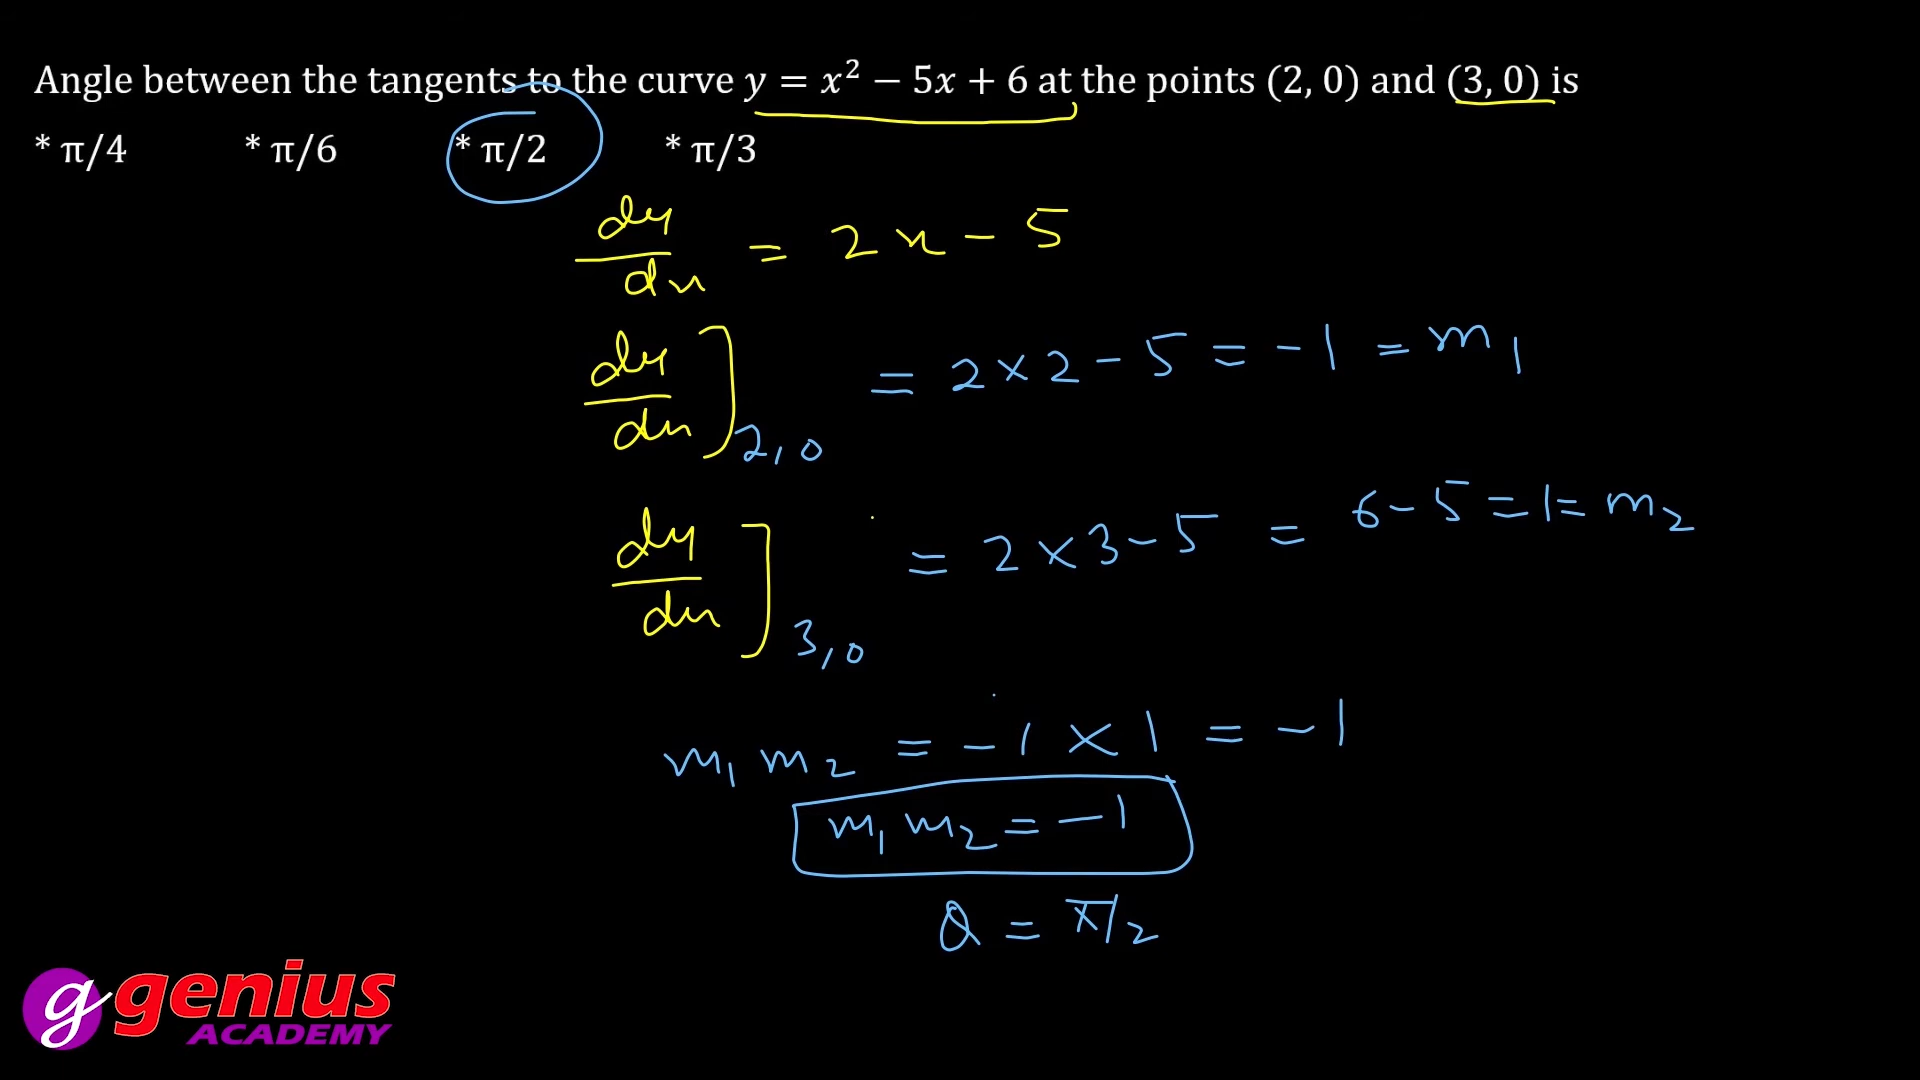 Angle between the tangents to the curve y = x² − 5x + 6 at the points (2, 0) and (3, 0) is
* π/4 * π/6 * π/2 * π/3
dy/dx = 2x − 5
dy/dx ]2,0 = 2 × 2 − 5 = −1 = m1
dy/dx ]3,0 = 2 × 3 − 5 = 6 − 5 = 1 = m2
m1 m2 = −1 × 1 = −1
m1 m2 = −1
θ = π/2
g genius
ACADEMY